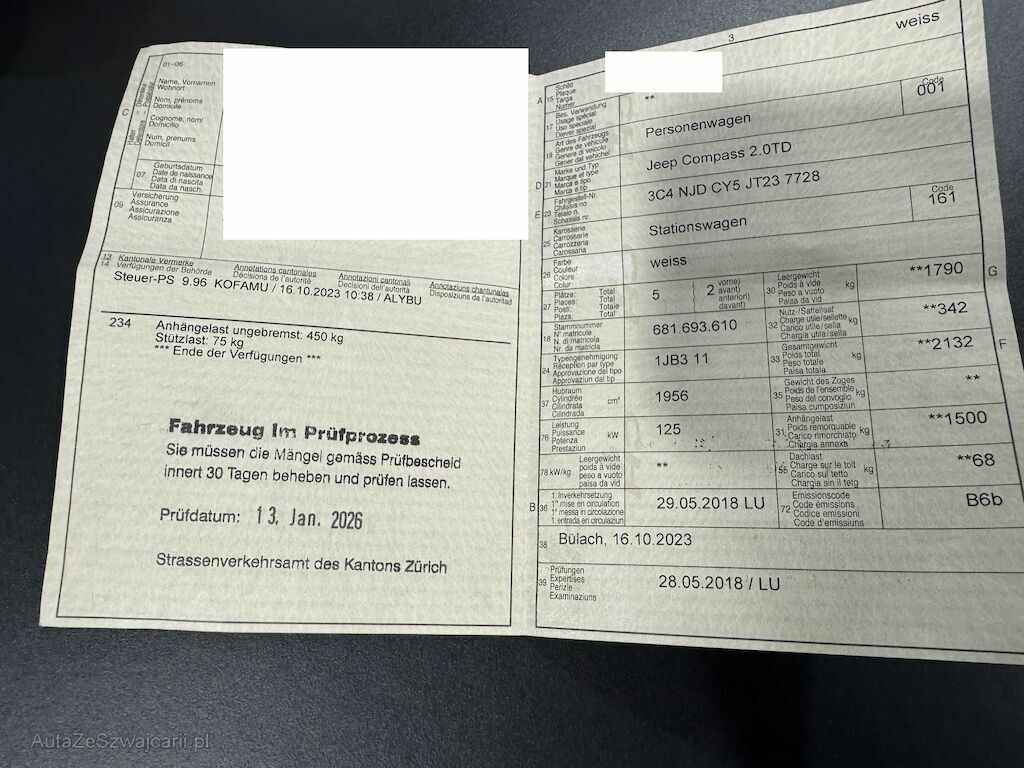 01-06
Name, Vornamen
Wohnort
Nom, prénoms
Domicile
Cognome, nomi
Domicilio
Num, prenums
Domicil
C
07
Geburtsdatum
Date de naissance
Data di nascita
Data da nasch.
09
Versicherung
Assurance
Assicurazione
Assicuranza
13
14
Kantonale Vermerke
Verfügungen der Behörde
Annotations cantonales
Décisions de l'autorité
Annotazioni cantonali
Decisioni dell'autorità
Annotaziuns chantunalas
Disposiziuns da l'autoritad
Steuer-PS 9.96 KOFAMU / 16.10.2023 10:38 / ALYBU
234 Anhängelast ungebremst: 450 kg
Stützlast: 75 kg
*** Ende der Verfügungen ***
Fahrzeug im Prüfprozess
Sie müssen die Mängel gemäss Prüfbescheid
innert 30 Tagen beheben und prüfen lassen.
Prüfdatum: 13. Jan. 2026
Strassenverkehrsamt des Kantons Zürich
3
weiss
A 15
Schild
Plaque
Targa
Numer
17
Bes. Verwendung
Usage spécial
Uso speciale
Diever spezial
**
19
Art des Fahrzeugs
Genre de véhicule
Genere di veicolo
Gener dal vehichel
Personenwagen
Code
001
D 21
Marke und Typ
Marque et type
Marca e tipo
Marca e tip
Jeep Compass 2.0TD
E 23
Fahrgestell-Nr.
Châssis no
Telaio n.
Schassis nr.
3C4 NJD CY5 JT23 7728
25
Karosserie
Carrosserie
Carrozzeria
Carossaria
Stationswagen
Code
161
26
Farbe
Couleur
Colore
Colur
weiss
27
Plätze: Total
Places: Total
Posti: Totale
Plazs: Total
5
2
vorne)
avant)
anteriori)
davant)
30
Leergewicht
Poids à vide
Peso a vuoto
Paisa da vid
kg
**1790
G
18
Stammnummer
N° matricule
N. di matricola
Nr. da matricla
681.693.610
32
Nutz-/Sattellast
Charge utile/sellette
Carico utile/sella
Chargia utila/sella
kg
**342
24
Typengenehmigung
Réception par type
Approvazione del tipo
Approvaziun dal tip
1JB3 11
33
Gesamtgewicht
Poids total
Peso totale
Paisa totala
kg
**2132
F
37
Hubraum
Cylindrée
Cilindrata
Cilindrada
cm³
1956
35
Gewicht des Zuges
Poids de l'ensemble
Peso del convoglio
Paisa cumposiziun
kg
**
76
Leistung
Puissance
Potenza
Prestaziun
kW
125
31
Anhängelast
Poids remorquable
Carico rimorchiato
Chargia annexa
kg
**1500
78 kW/kg
Leergewicht
poids à vide
peso a vuoto
paisa da vid
**
55
Dachlast
Charge sur le toit
Carico sul tetto
Chargia sin il tetg
kg
**68
B 36
1. Inverkehrsetzung
1re mise en circulation
1a messa in circolazione
1. entrada en circulaziun
29.05.2018 LU
72
Emissionscode
Code émissions
Codice emissioni
Code d'emissiuns
B6b
38
Bülach, 16.10.2023
39
Prüfungen
Expertises
Perizie
Examinaziuns
28.05.2018 / LU
AutaZeSzwajcarii.pl